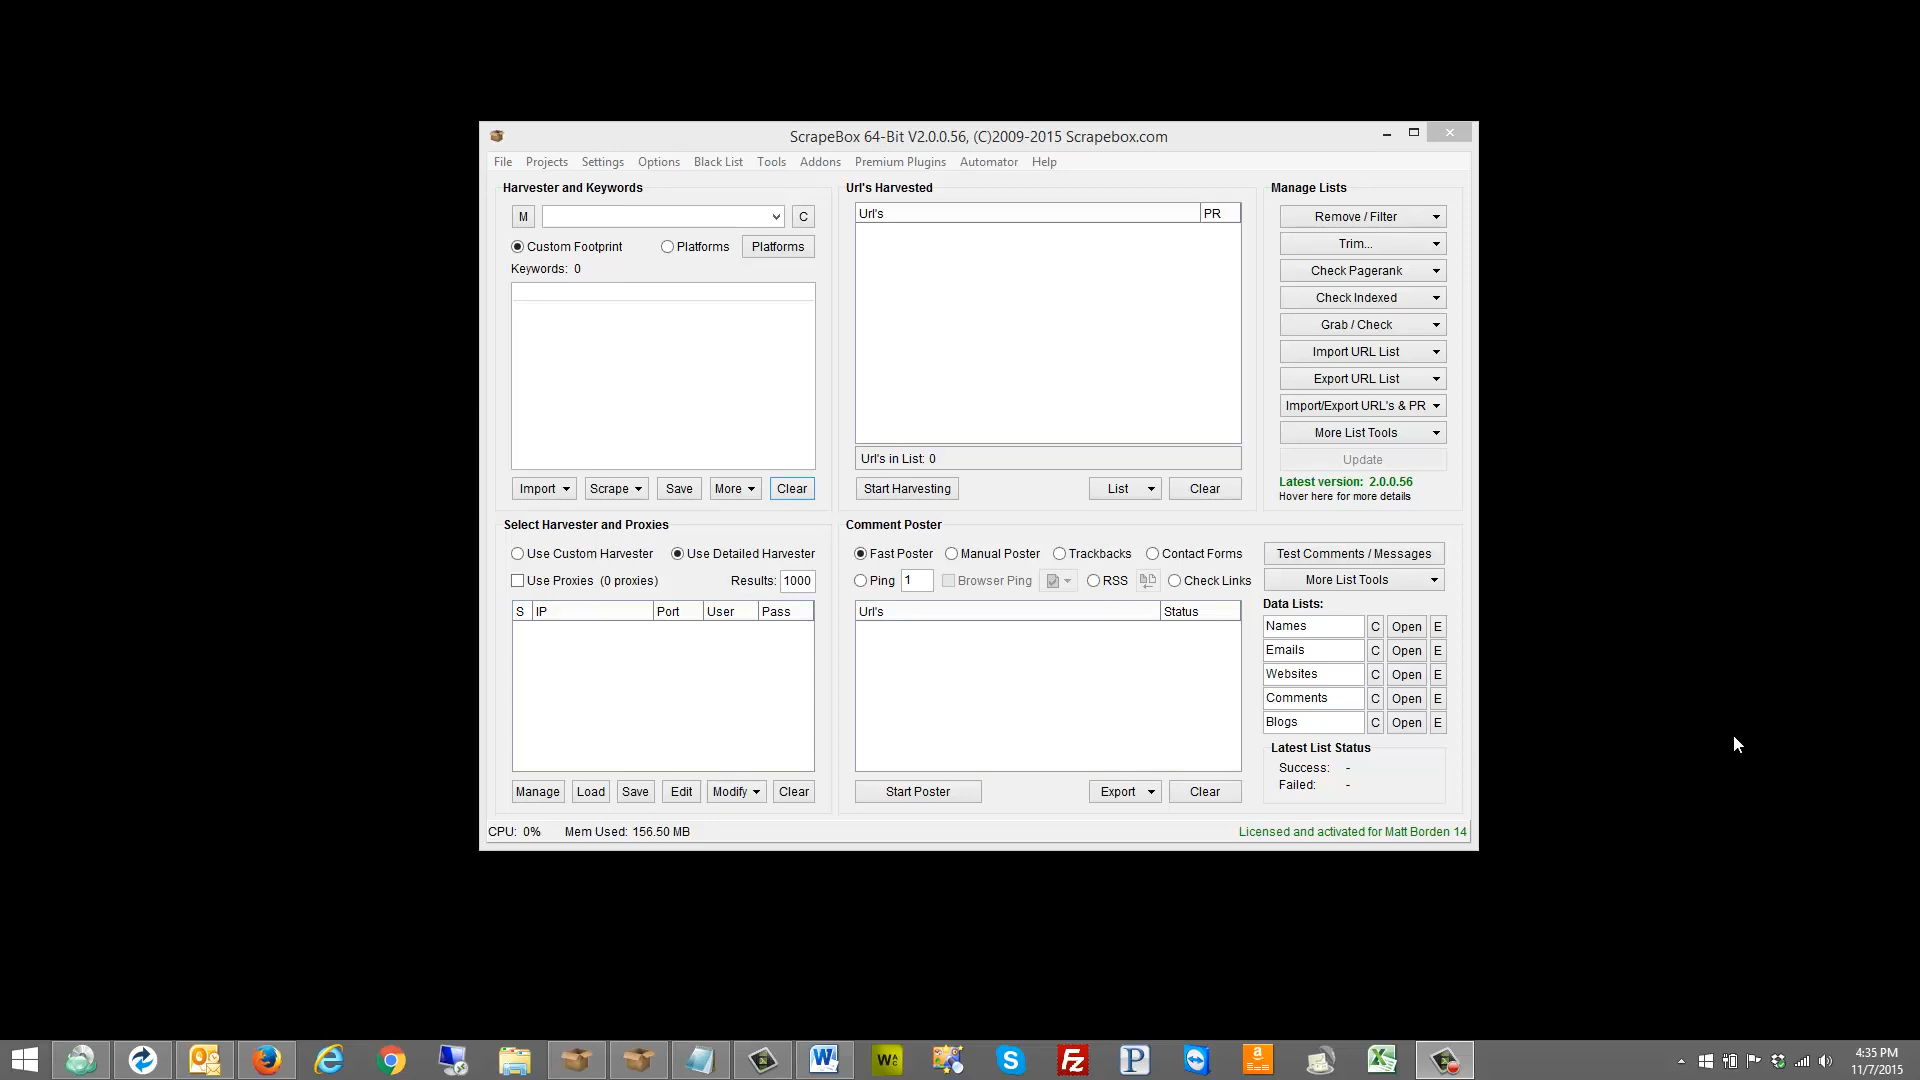 ScrapeBox 64-Bit V2.0.0.56, (C)2009-2015 Scrapebox.com
File Projects Settings Options Black List Tools Addons Premium Plugins Automator Help
Harvester and Keywords
M C
Custom Footprint Platforms Platforms
Keywords: 0
Import Scrape Save More Clear
Url's Harvested
Url's PR
Url's in List: 0
Start Harvesting List Clear
Manage Lists
Remove / Filter
Trim...
Check Pagerank
Check Indexed
Grab / Check
Import URL List
Export URL List
Import/Export URL's & PR
More List Tools
Update
Latest version: 2.0.0.56
Hover here for more details
Select Harvester and Proxies
Use Custom Harvester Use Detailed Harvester
Use Proxies (0 proxies) Results: 1000
S IP Port User Pass
Manage Load Save Edit Modify Clear
Comment Poster
Fast Poster Manual Poster Trackbacks Contact Forms
Ping 1 Browser Ping RSS Check Links
Url's Status
Start Poster Export Clear
Test Comments / Messages
More List Tools
Data Lists:
Names C Open E
Emails C Open E
Websites C Open E
Comments C Open E
Blogs C Open E
Latest List Status
Success: -
Failed: -
CPU: 0% Mem Used: 156.50 MB Licensed and activated for Matt Borden 14
4:35 PM
11/7/2015